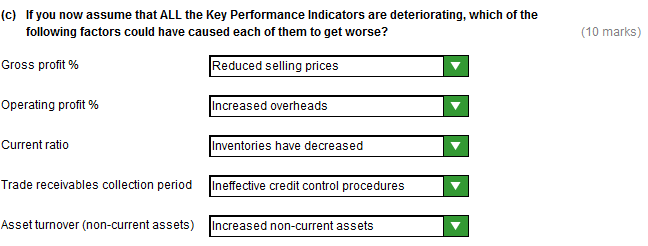 (c) If you now assume that ALL the Key Performance Indicators are deteriorating, which of the
following factors could have caused each of them to get worse? (10 marks)
Gross profit % Reduced selling prices
Operating profit % Increased overheads
Current ratio Inventories have decreased
Trade receivables collection period Ineffective credit control procedures
Asset turnover (non-current assets) Increased non-current assets